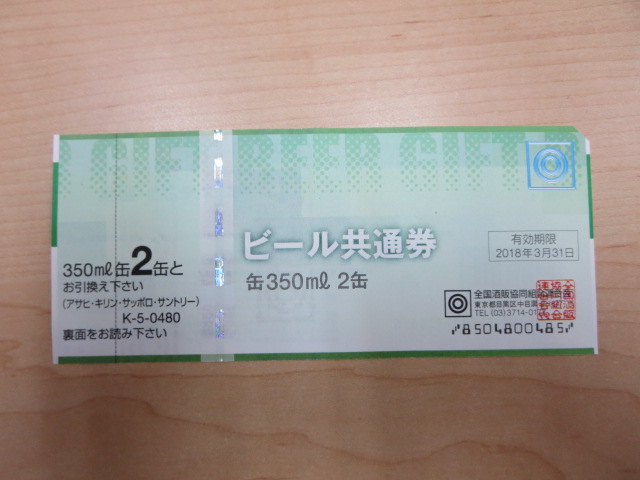 BEER GIFT
350ml缶2缶と
お引換え下さい
(アサヒ・キリン・サッポロ・サントリー)
K-5-0480
裏面をお読み下さい
ビール共通券
缶350ml 2缶
有効期限
2018年3月31日
全国酒販協同組合連合会
東京都目黒区中目黒
TEL (03)3714-0
8504800485